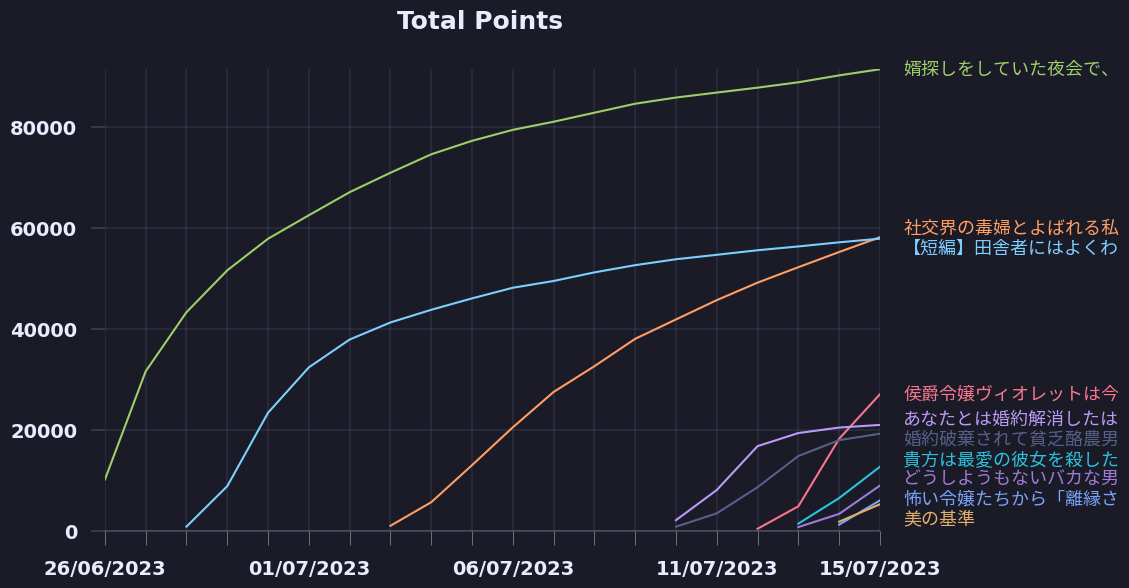 Total Points
婿探しをしていた夜会で、
80000
社交界の毒婦とよばれる私
60000
【短編】田舎者にはよくわ
40000
侯爵令嬢ヴィオレットは今
あなたとは婚約解消したは
20000
婚約破棄されて貧乏酪農男
貴方は最愛の彼女を殺した
どうしようもないバカな男
怖い令嬢たちから「離縁さ
美の基準
0
26/06/2023 01/07/2023 06/07/2023 11/07/2023 15/07/2023